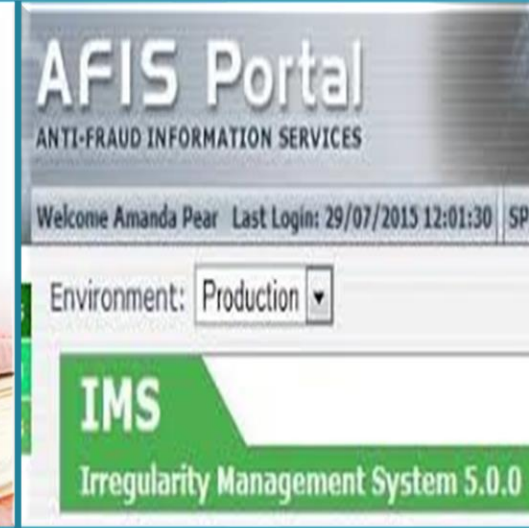 AFIS Portal
ANTI-FRAUD INFORMATION SERVICES
Welcome Amanda Pear Last Login: 29/07/2015 12:01:30 SP
Environment: Production
IMS
Irregularity Management System 5.0.0